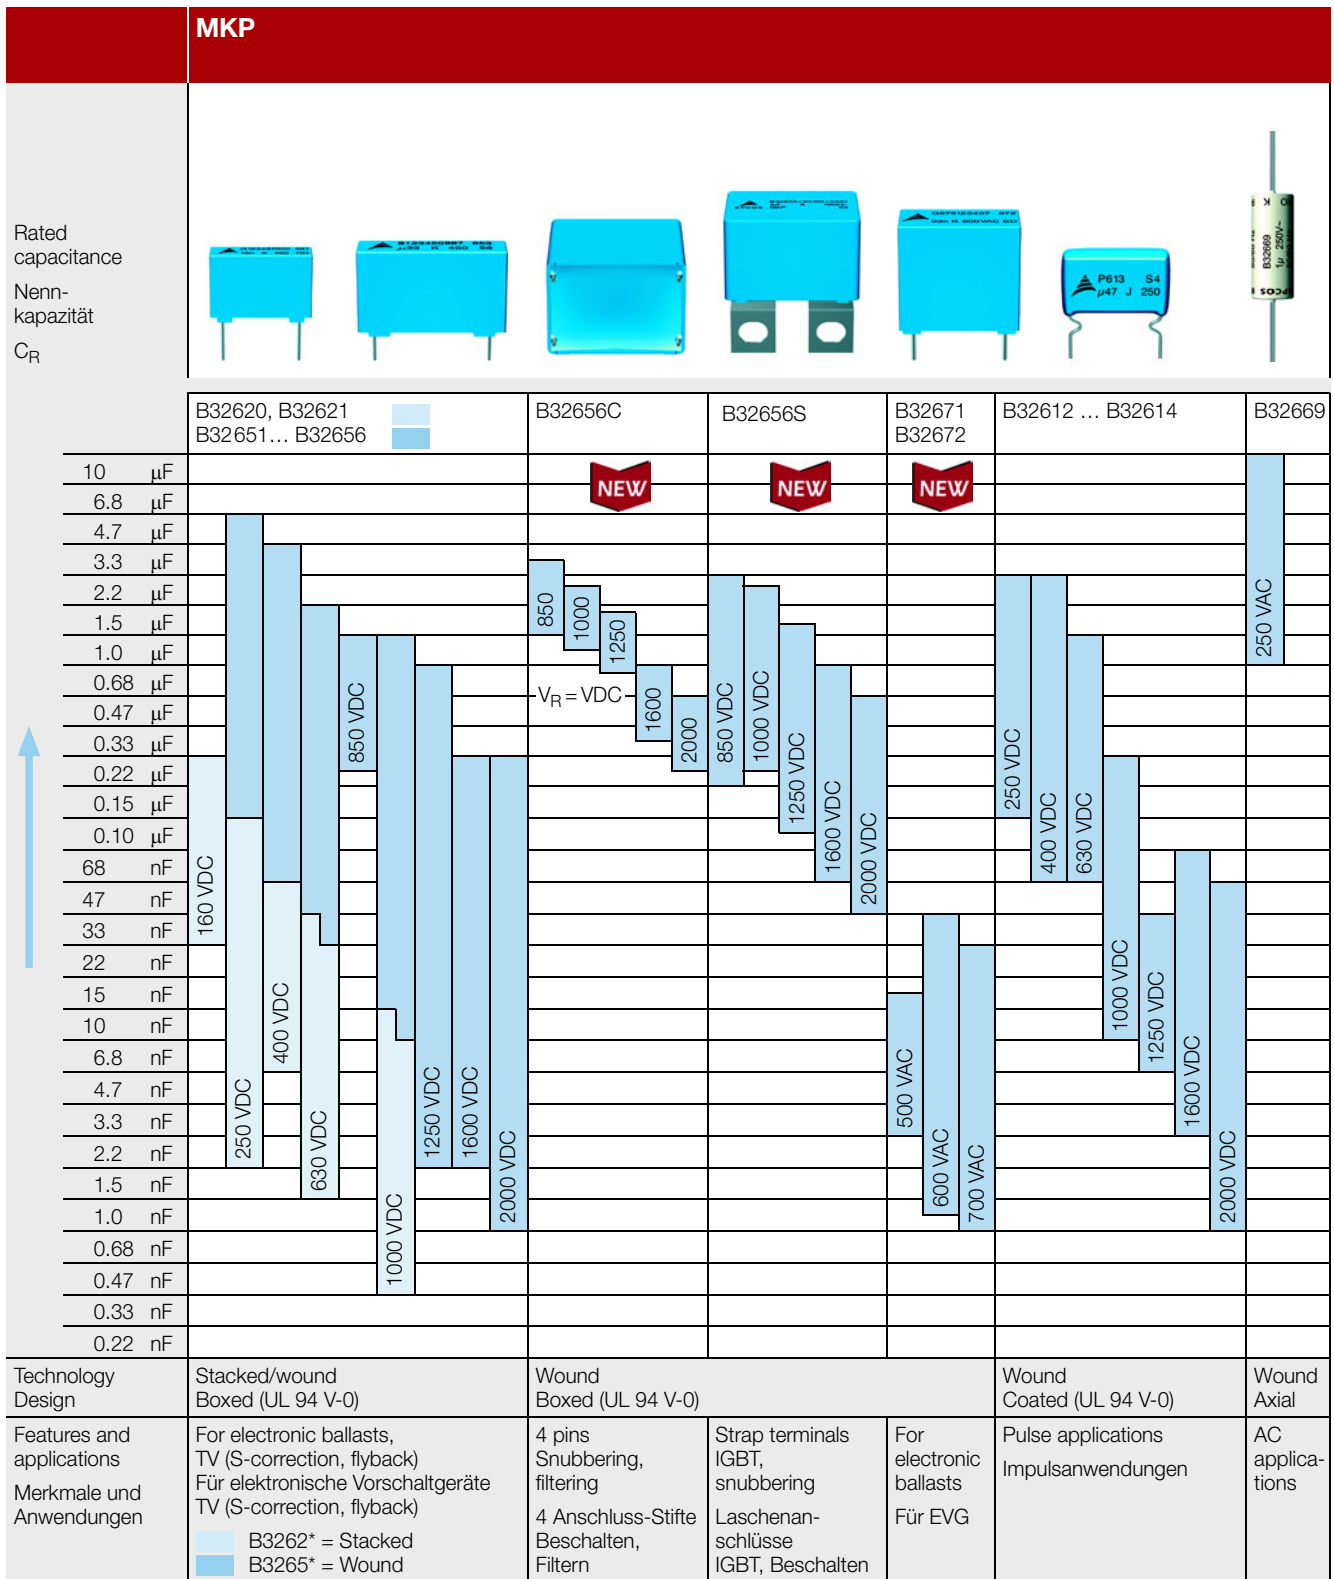 MKP
Rated
capacitance
Nenn-
kapazität
CR
P613 S4
µ47 J 250
B32669
1µ 250V~
B32620, B32621
B32651… B32656
B32656C
B32656S
B32671
B32672
B32612 … B32614
B32669
NEW
NEW
NEW
10 µF
6.8 µF
4.7 µF
3.3 µF
2.2 µF
1.5 µF
1.0 µF
0.68 µF
0.47 µF
0.33 µF
0.22 µF
0.15 µF
0.10 µF
68 nF
47 nF
33 nF
22 nF
15 nF
10 nF
6.8 nF
4.7 nF
3.3 nF
2.2 nF
1.5 nF
1.0 nF
0.68 nF
0.47 nF
0.33 nF
0.22 nF
160 VDC
250 VDC
400 VDC
630 VDC
850 VDC
1000 VDC
1250 VDC
1600 VDC
2000 VDC
850
1000
1250
1600
2000
VR = VDC
850 VDC
1000 VDC
1250 VDC
1600 VDC
2000 VDC
500 VAC
600 VAC
700 VAC
250 VDC
400 VDC
630 VDC
1000 VDC
1250 VDC
1600 VDC
2000 VDC
250 VAC
Technology
Design
Stacked/wound
Boxed (UL 94 V-0)
Wound
Boxed (UL 94 V-0)
Wound
Coated (UL 94 V-0)
Wound
Axial
Features and
applications
Merkmale und
Anwendungen
For electronic ballasts,
TV (S-correction, flyback)
Für elektronische Vorschaltgeräte
TV (S-correction, flyback)
B3262* = Stacked
B3265* = Wound
4 pins
Snubbering,
filtering
4 Anschluss-Stifte
Beschalten,
Filtern
Strap terminals
IGBT,
snubbering
Laschenan-
schlüsse
IGBT, Beschalten
For
electronic
ballasts
Für EVG
Pulse applications
Impulsanwendungen
AC
applica-
tions